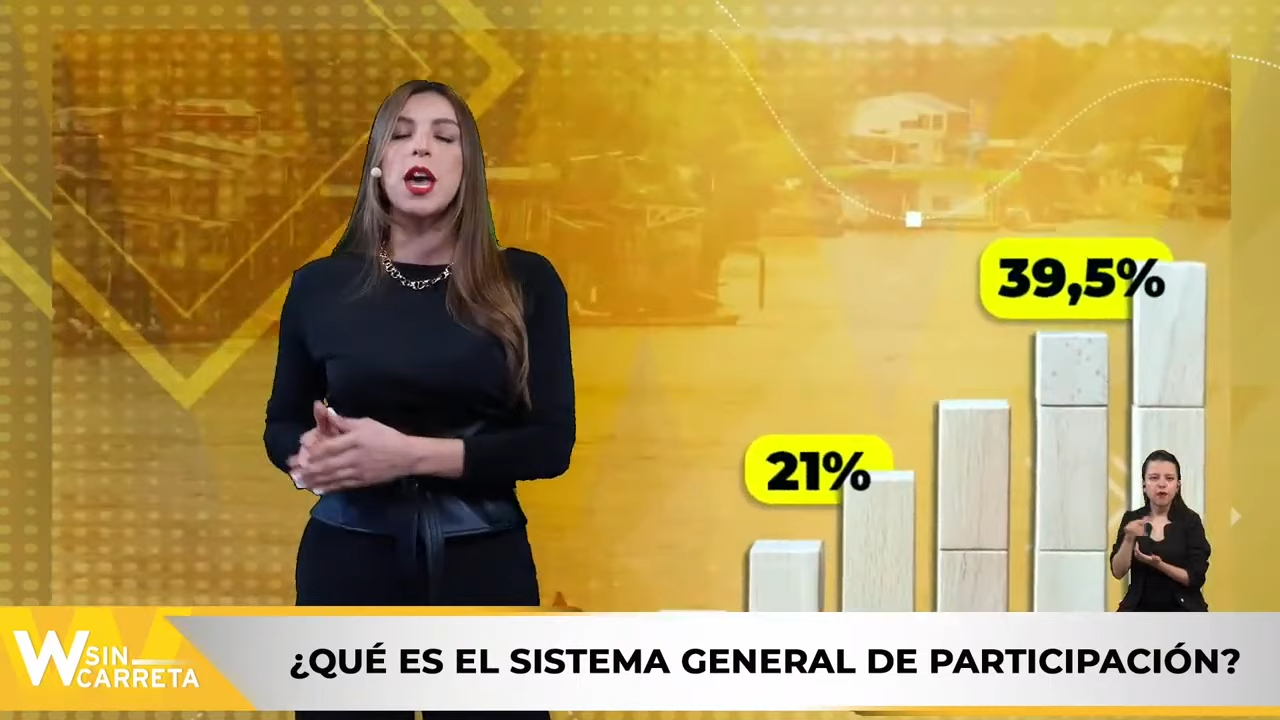 39,5%
21%
W SIN
CARRETA
¿QUÉ ES EL SISTEMA GENERAL DE PARTICIPACIÓN?